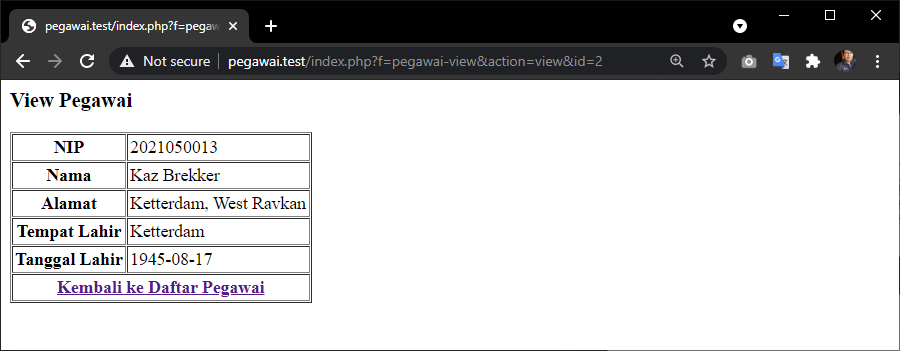 pegawai.test/index.php?f=pegaw
Not secure | pegawai.test/index.php?f=pegawai-view&action=view&id=2
View Pegawai
NIP 2021050013
Nama Kaz Brekker
Alamat Ketterdam, West Ravkan
Tempat Lahir Ketterdam
Tanggal Lahir 1945-08-17
Kembali ke Daftar Pegawai